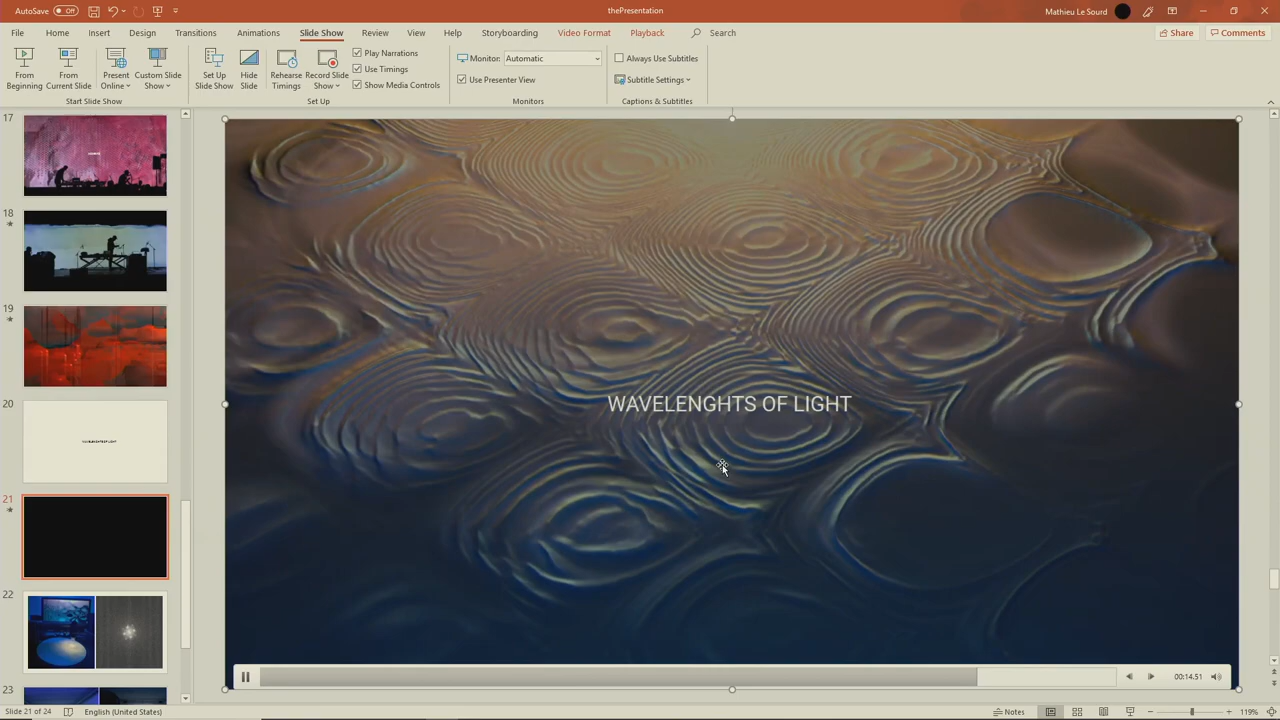 AutoSave Off
thePresentation
Mathieu Le Sourd
File Home Insert Design Transitions Animations Slide Show Review View Help Storyboarding Video Format Playback Search Share Comments
From Beginning
From Current Slide
Present Online
Custom Slide Show
Set Up Slide Show
Hide Slide
Rehearse Timings
Record Slide Show
Play Narrations
Use Timings
Show Media Controls
Monitor: Automatic
Use Presenter View
Always Use Subtitles
Subtitle Settings
Start Slide Show
Set Up
Monitors
Captions & Subtitles
17
18
19
20
21
22
23
WAVELENGHTS OF LIGHT
00:14.51
Slide 21 of 24 English (United States) Notes 119%